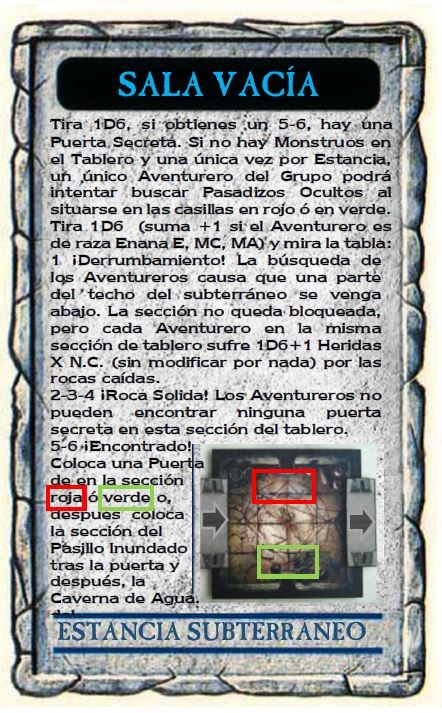 SALA VACÍA
Tira 1D6, si obtienes un 5-6, hay una
Puerta Secreta. Si no hay Monstruos en
el Tablero y una única vez por Estancia,
un único Aventurero del Grupo podrá
intentar buscar Pasadizos Ocultos al
situarse en las casillas en rojo ó en verde.
Tira 1D6 (suma +1 si el Aventurero es
de raza Enana E, MC, MA) y mira la tabla:
1 ¡Derrumbamiento! La búsqueda de
los Aventureros causa que una parte
del techo del subterráneo se venga
abajo. La sección no queda bloqueada,
pero cada Aventurero en la misma
sección de tablero sufre 1D6+1 Heridas
X N.C. (sin modificar por nada) por las
rocas caídas.
2-3-4 ¡Roca Solida! Los Aventureros no
pueden encontrar ninguna puerta
secreta en esta sección del tablero.
5-6 ¡Encontrado!
Coloca una Puerta
de en la sección
roja ó verde o,
después coloca
la sección del
Pasillo Inundado
tras la puerta y
después, la
Caverna de Agua.
ESTANCIA SUBTERRÁNEO